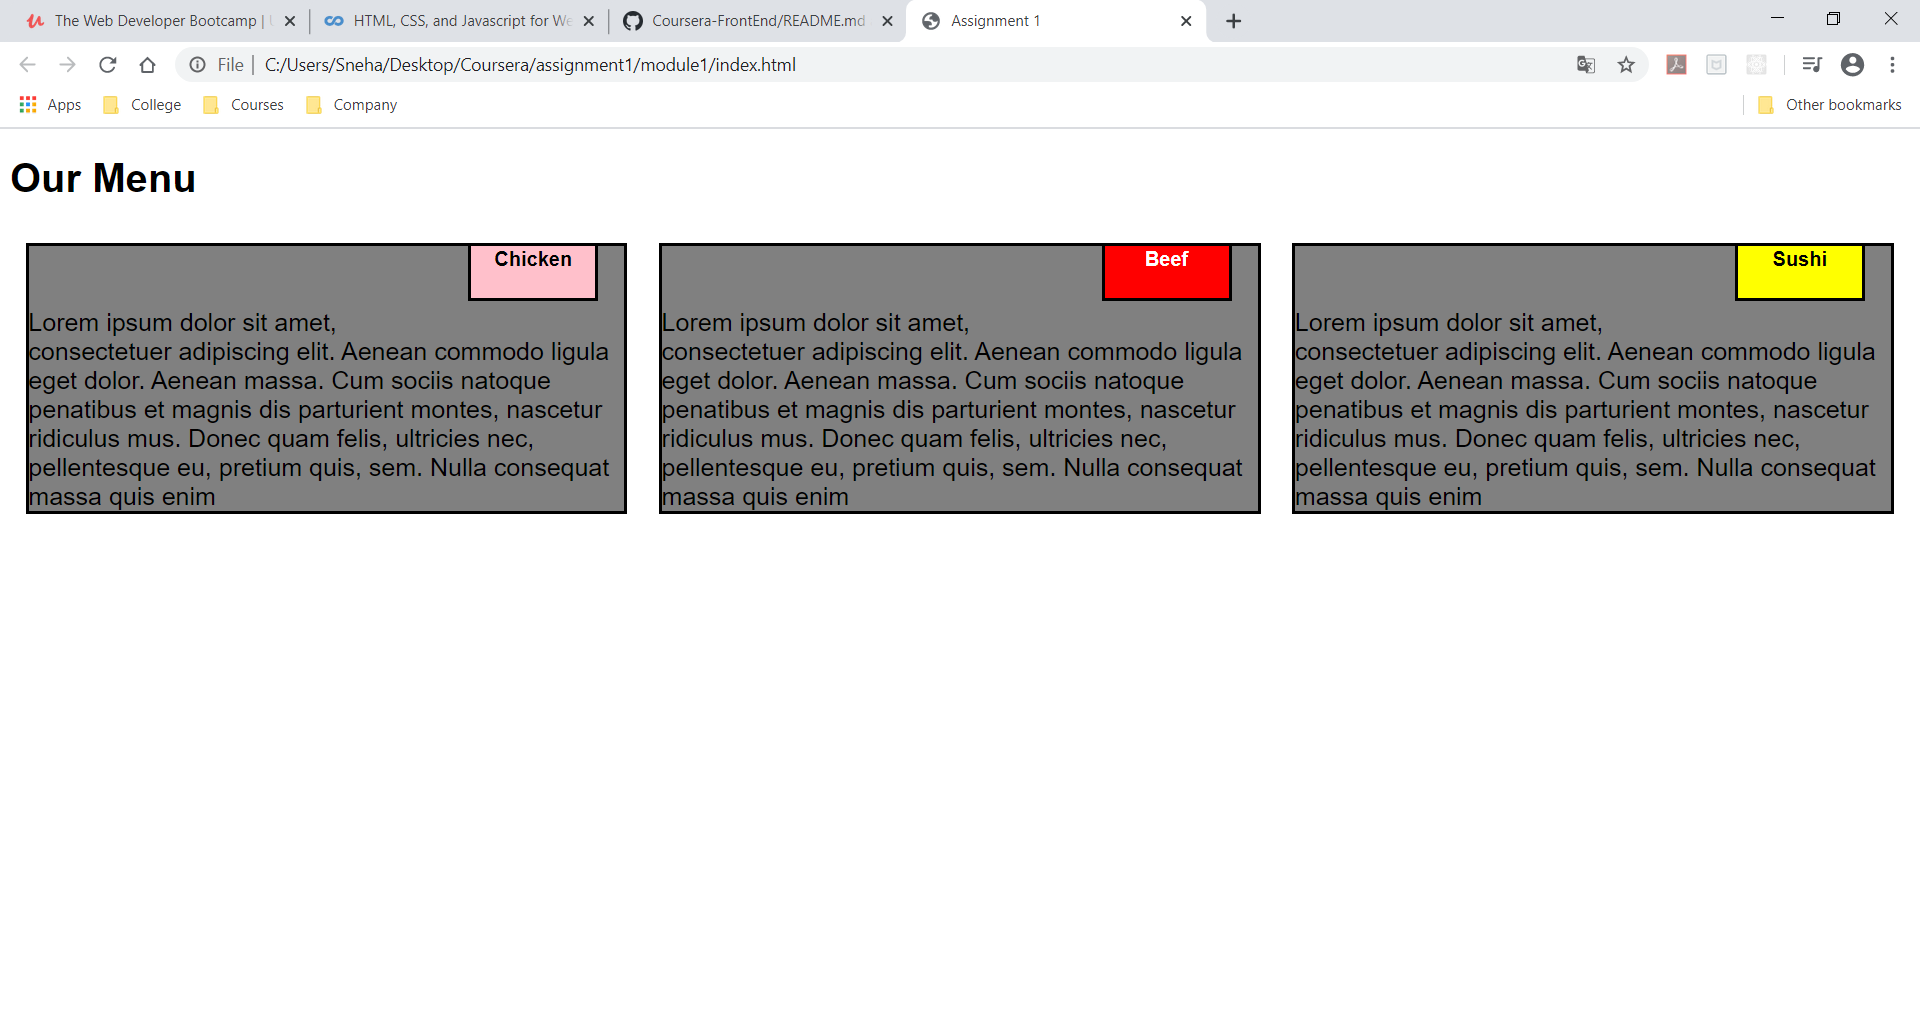 The Web Developer Bootcamp |
HTML, CSS, and Javascript for We
Coursera-FrontEnd/README.md
Assignment 1
File
C:/Users/Sneha/Desktop/Coursera/assignment1/module1/index.html
Apps
College
Courses
Company
Other bookmarks
Our Menu
Chicken
Lorem ipsum dolor sit amet,
consectetuer adipiscing elit. Aenean commodo ligula
eget dolor. Aenean massa. Cum sociis natoque
penatibus et magnis dis parturient montes, nascetur
ridiculus mus. Donec quam felis, ultricies nec,
pellentesque eu, pretium quis, sem. Nulla consequat
massa quis enim
Beef
Lorem ipsum dolor sit amet,
consectetuer adipiscing elit. Aenean commodo ligula
eget dolor. Aenean massa. Cum sociis natoque
penatibus et magnis dis parturient montes, nascetur
ridiculus mus. Donec quam felis, ultricies nec,
pellentesque eu, pretium quis, sem. Nulla consequat
massa quis enim
Sushi
Lorem ipsum dolor sit amet,
consectetuer adipiscing elit. Aenean commodo ligula
eget dolor. Aenean massa. Cum sociis natoque
penatibus et magnis dis parturient montes, nascetur
ridiculus mus. Donec quam felis, ultricies nec,
pellentesque eu, pretium quis, sem. Nulla consequat
massa quis enim